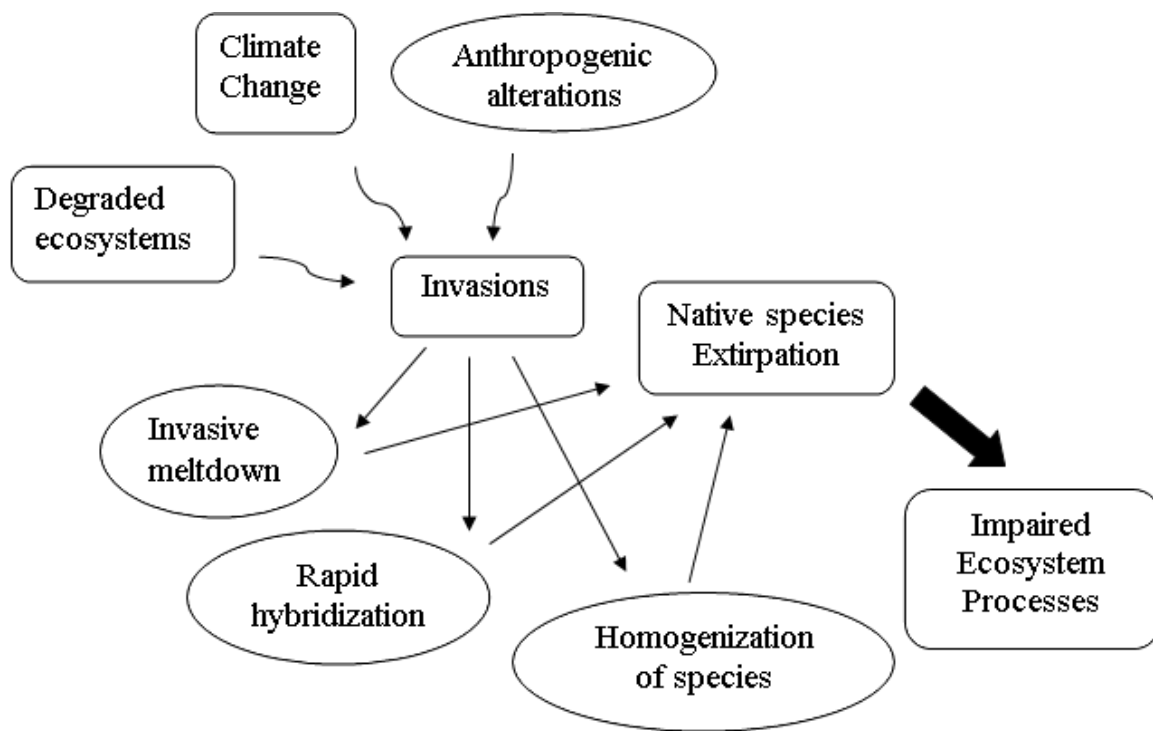 Climate
Change
Anthropogenic
alterations
Degraded
ecosystems
Invasions
Native species
Extirpation
Invasive
meltdown
Rapid
hybridization
Homogenization
of species
Impaired
Ecosystem
Processes